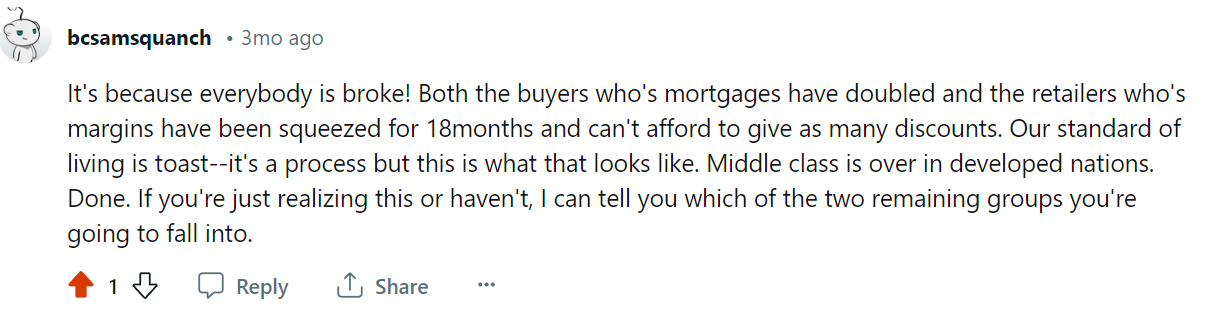 bcsamsquanch • 3mo ago
It's because everybody is broke! Both the buyers who's mortgages have doubled and the retailers who's
margins have been squeezed for 18months and can't afford to give as many discounts. Our standard of
living is toast--it's a process but this is what that looks like. Middle class is over in developed nations.
Done. If you're just realizing this or haven't, I can tell you which of the two remaining groups you're
going to fall into.
1 Reply Share ...